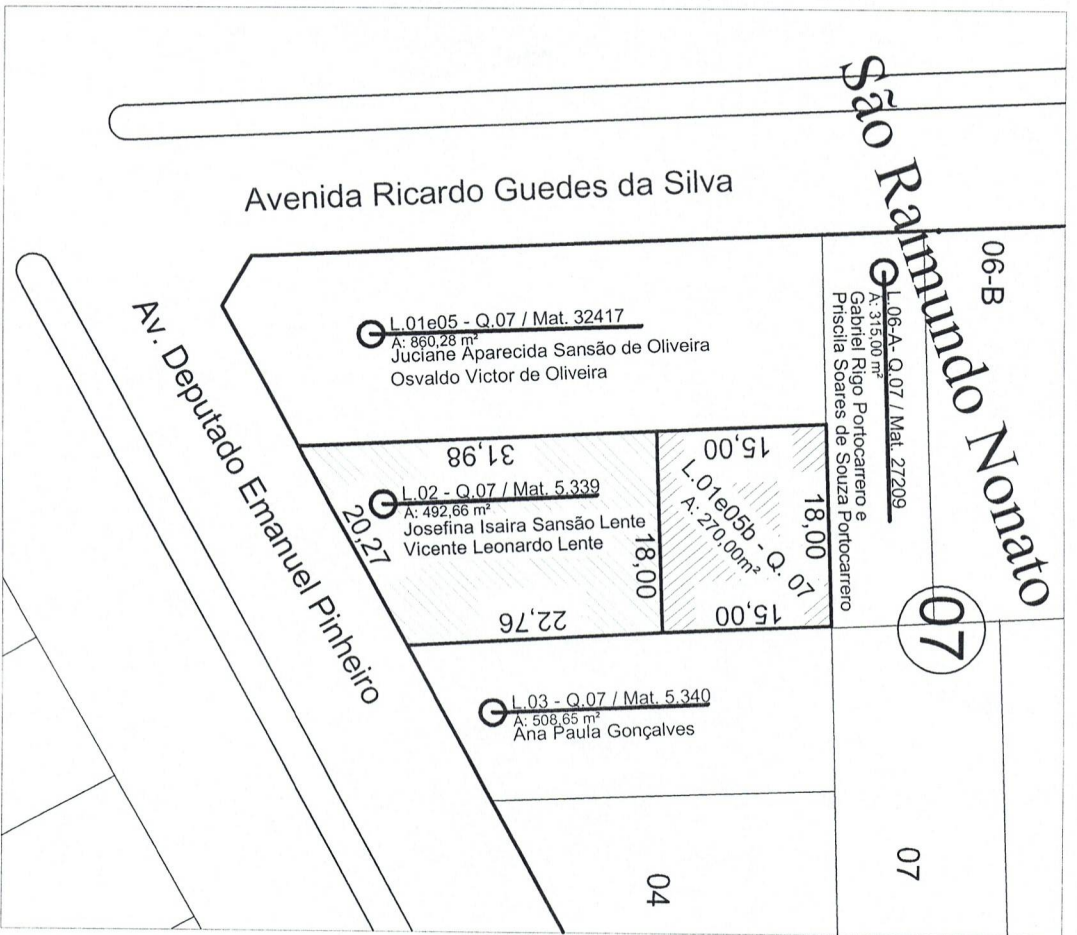 São Raimundo Nonato
Avenida Ricardo Guedes da Silva
06-B
L.06-A- Q.07 / Mat. 27209
A: 315,00 m²
Gabriel Rigo Portocarrero e
Priscila Soares de Souza Portocarrero
Av. Deputado Emanuel Pinheiro
L.01e05 - Q.07 / Mat. 32417
A: 860,28 m²
Juciane Aparecida Sansão de Oliveira
Osvaldo Victor de Oliveira
31,98
15,00
L.02 - Q.07 / Mat. 5.339
A: 492,66 m²
Josefina Isaira Sansão Lente
Vicente Leonardo Lente
20,27
18,00
L.01e05b - Q. 07
A: 270,00m²
18,00
22,76
15,00
07
L.03 - Q.07 / Mat. 5.340
A: 508,65 m²
Ana Paula Gonçalves
04
07